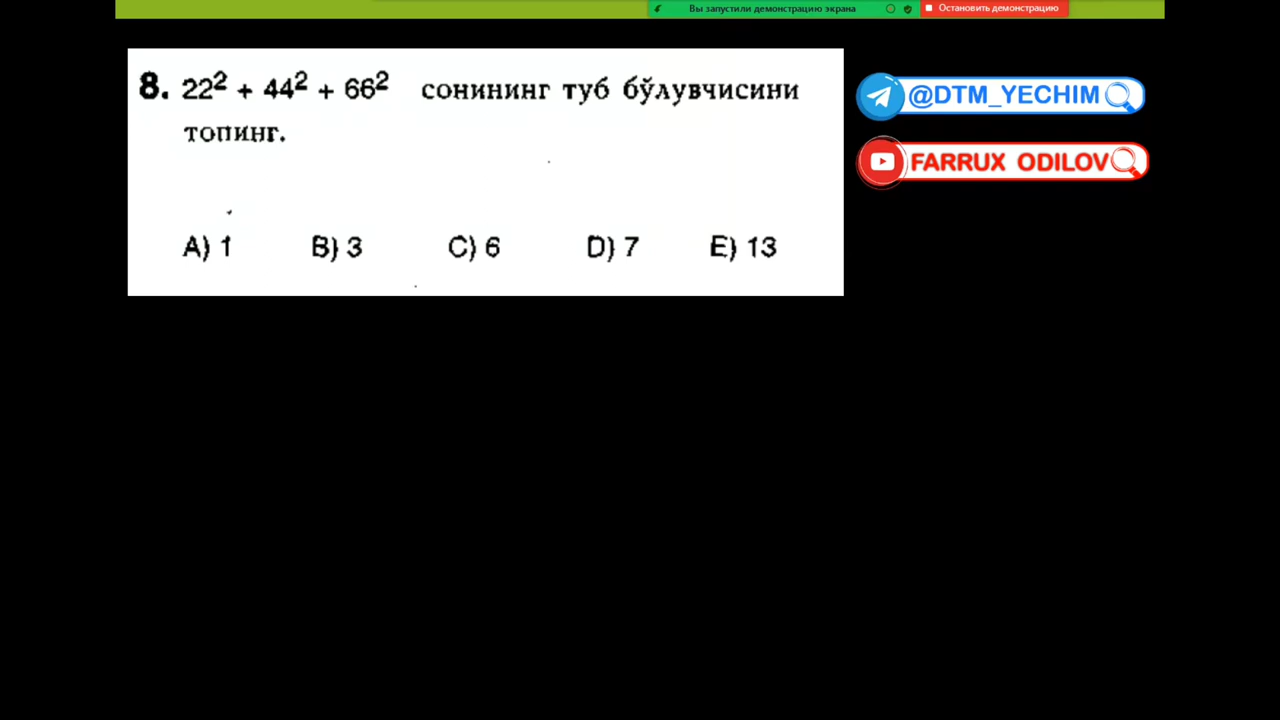 Вы запустили демонстрацию экрана
Остановить демонстрацию
8. 22² + 44² + 66² сонининг туб бўлувчисини
топинг.
A) 1 B) 3 C) 6 D) 7 E) 13
@DTM_YECHIM
FARRUX ODILOV